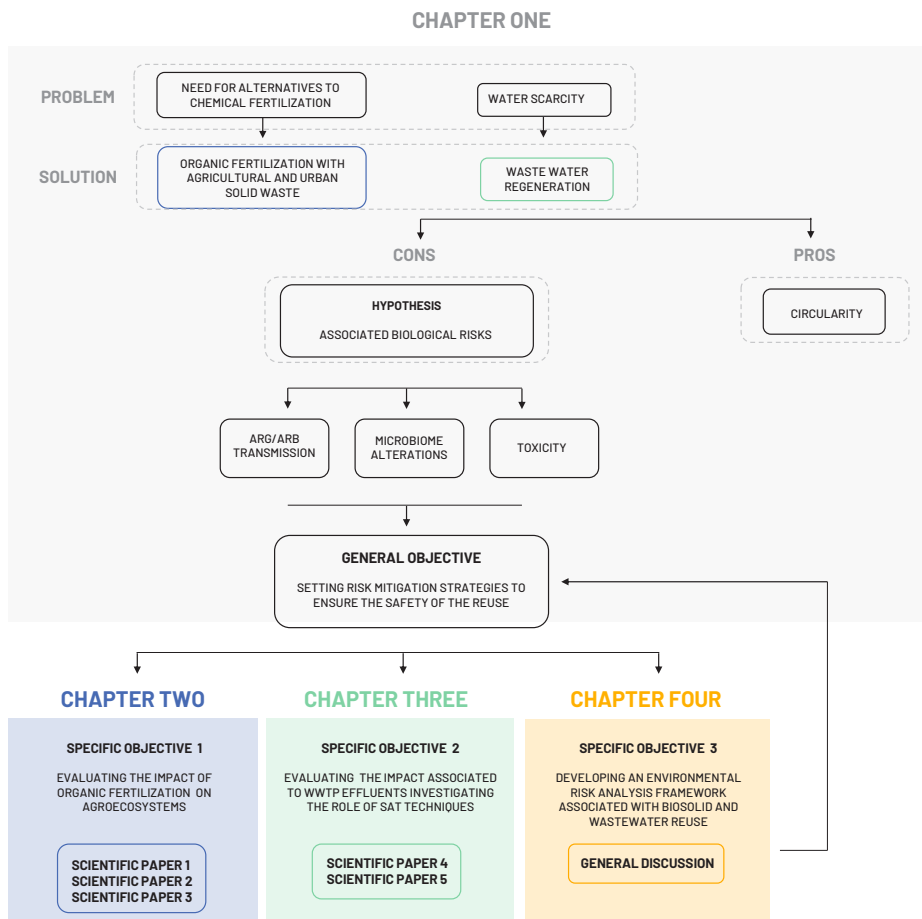 CHAPTER ONE
PROBLEM
NEED FOR ALTERNATIVES TO
CHEMICAL FERTILIZATION
WATER SCARCITY
SOLUTION
ORGANIC FERTILIZATION WITH
AGRICULTURAL AND URBAN
SOLID WASTE
WASTE WATER
REGENERATION
CONS
PROS
HYPOTHESIS
ASSOCIATED BIOLOGICAL RISKS
CIRCULARITY
ARG/ARB
TRANSMISSION
MICROBIOME
ALTERATIONS
TOXICITY
GENERAL OBJECTIVE
SETTING RISK MITIGATION STRATEGIES TO
ENSURE THE SAFETY OF THE REUSE
CHAPTER TWO
SPECIFIC OBJECTIVE 1
EVALUATING THE IMPACT OF
ORGANIC FERTILIZATION ON
AGROECOSYSTEMS
SCIENTIFIC PAPER 1
SCIENTIFIC PAPER 2
SCIENTIFIC PAPER 3
CHAPTER THREE
SPECIFIC OBJECTIVE 2
EVALUATING THE IMPACT ASSOCIATED
TO WWTP EFFLUENTS INVESTIGATING
THE ROLE OF SAT TECHNIQUES
SCIENTIFIC PAPER 4
SCIENTIFIC PAPER 5
CHAPTER FOUR
SPECIFIC OBJECTIVE 3
DEVELOPING AN ENVIRONMENTAL
RISK ANALYSIS FRAMEWORK
ASSOCIATED WITH BIOSOLID AND
WASTEWATER REUSE
GENERAL DISCUSSION